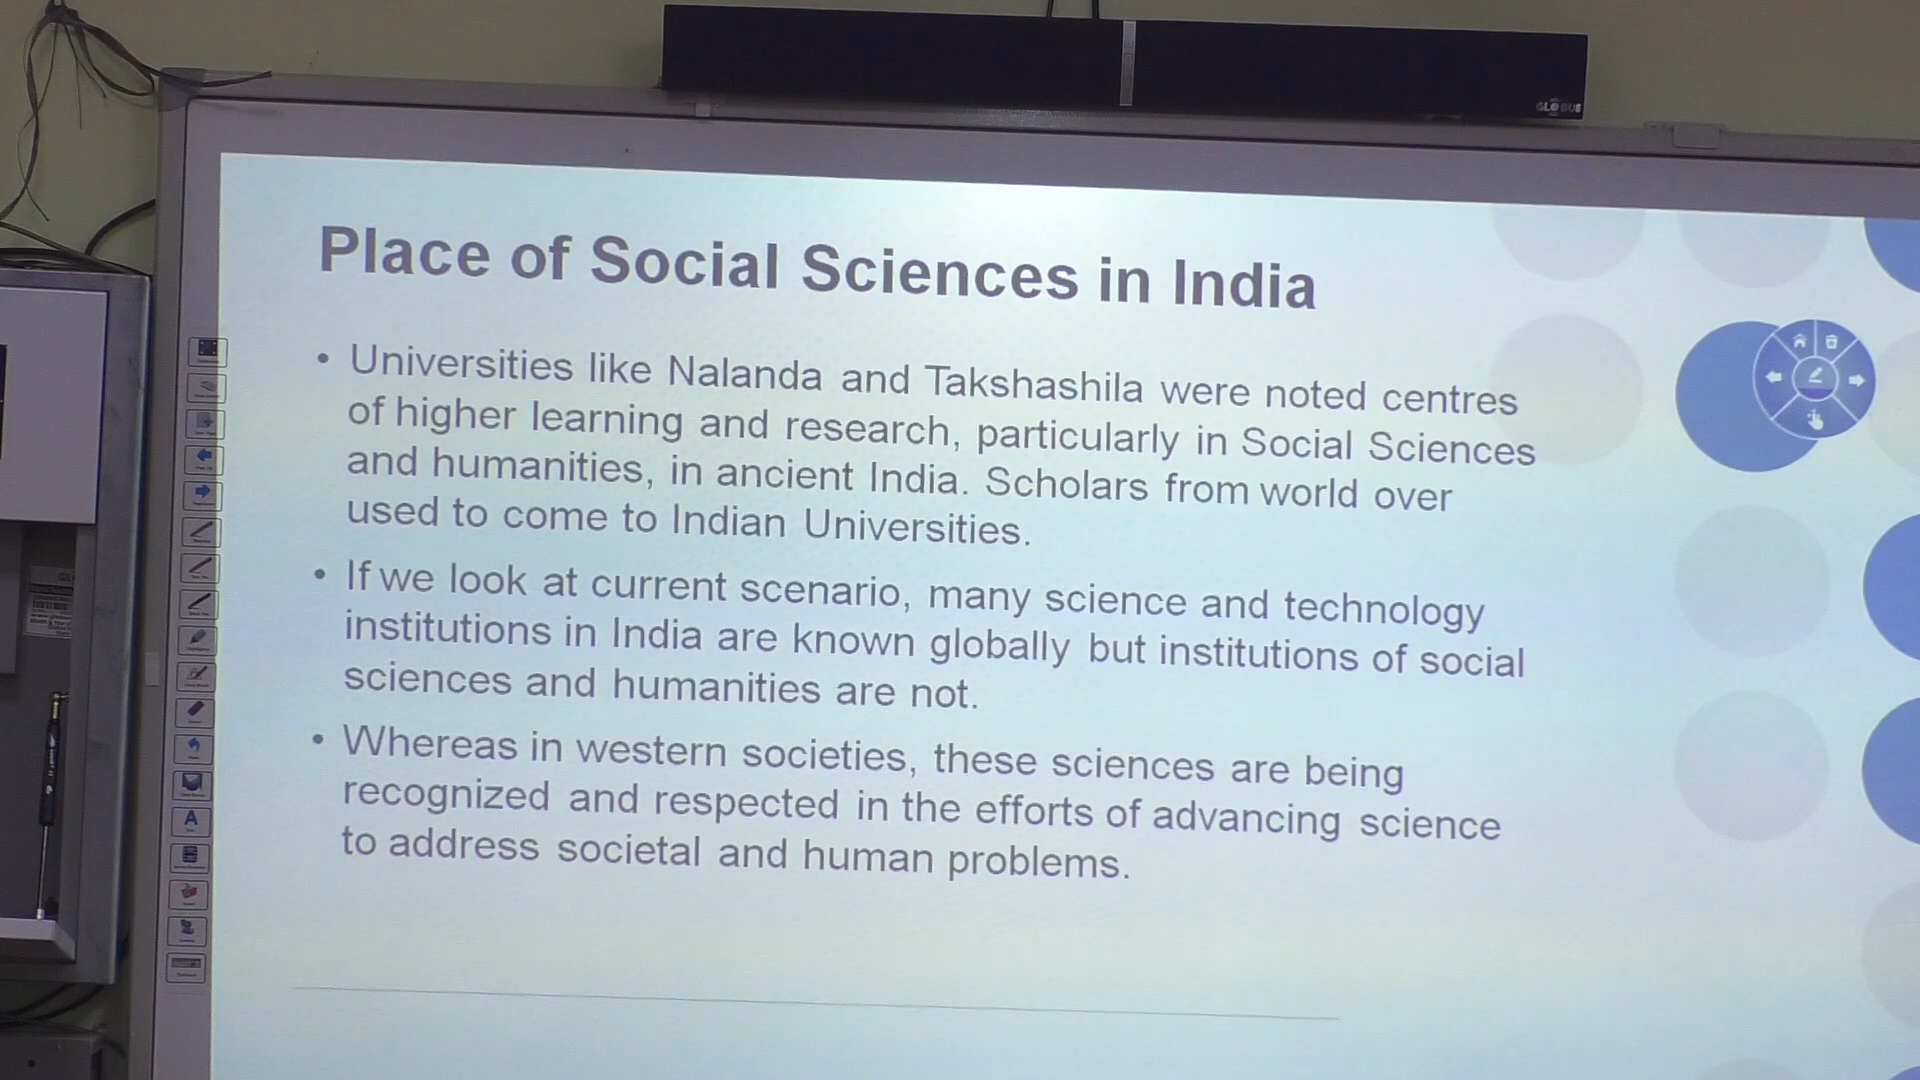 GLOBUS
Place of Social Sciences in India
• Universities like Nalanda and Takshashila were noted centres
of higher learning and research, particularly in Social Sciences
and humanities, in ancient India. Scholars from world over
used to come to Indian Universities.
• If we look at current scenario, many science and technology
institutions in India are known globally but institutions of social
sciences and humanities are not.
• Whereas in western societies, these sciences are being
recognized and respected in the efforts of advancing science
to address societal and human problems.
A